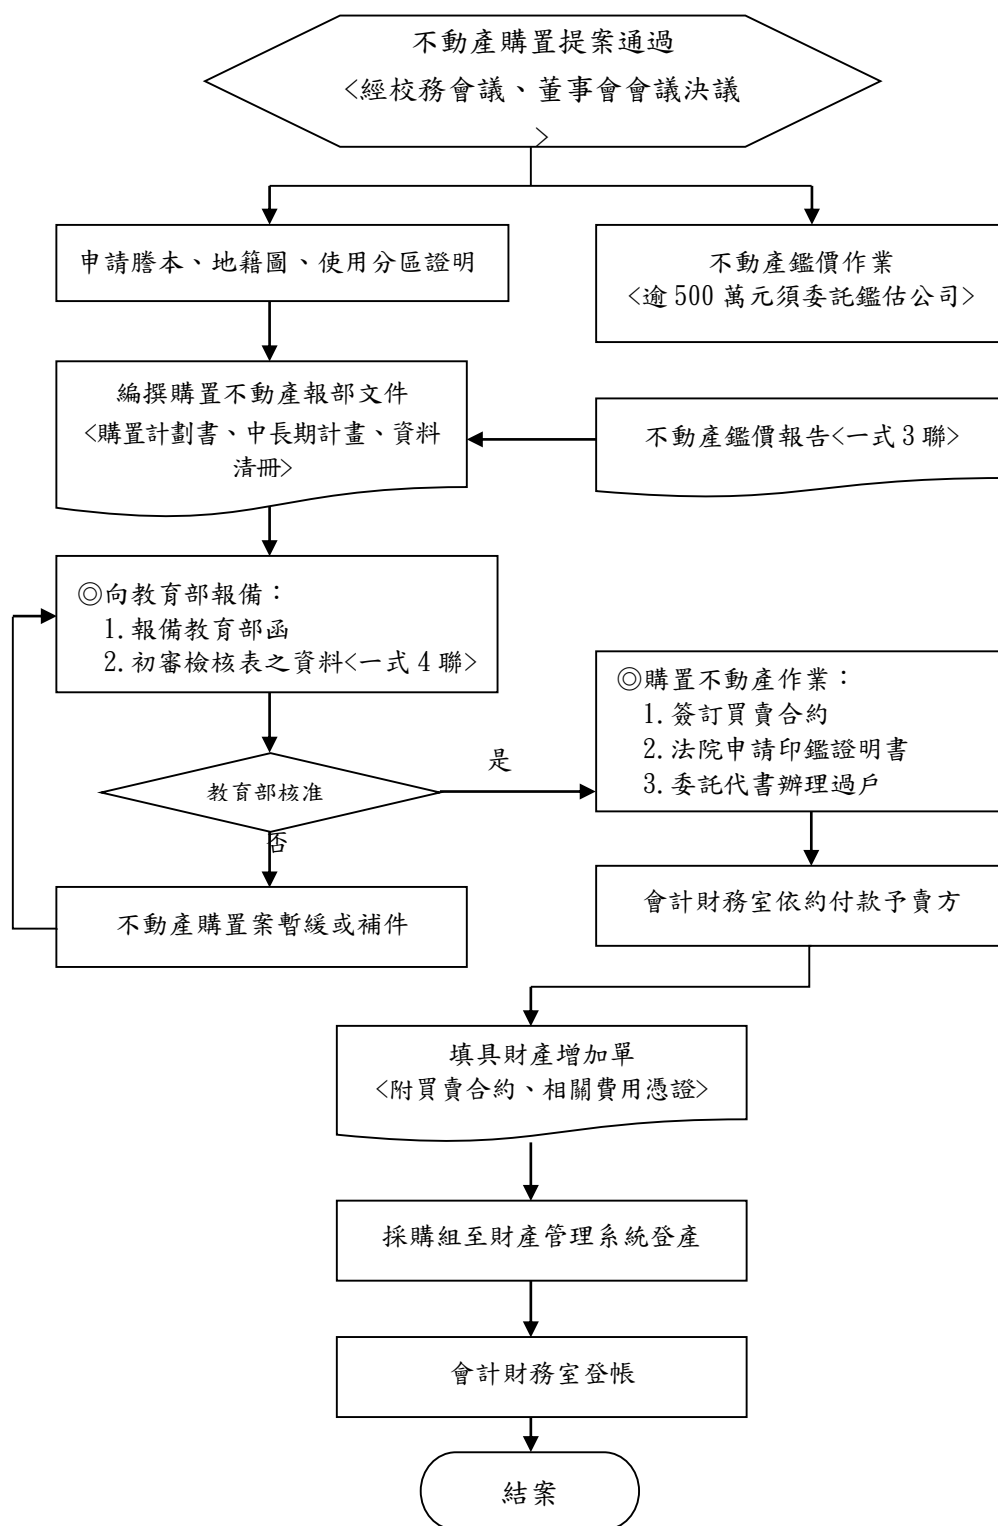 不動產購置提案通過
<經校務會議、董事會會議決議
>
申請謄本、地籍圖、使用分區證明
不動產鑑價作業
<逾500萬元須委託鑑估公司>
編撰購置不動產報部文件
<購置計劃書、中長期計畫、資料
清冊>
不動產鑑價報告<一式3聯>
◎向教育部報備：
1.報備教育部函
2.初審檢核表之資料<一式4聯>
◎購置不動產作業：
1.簽訂買賣合約
2.法院申請印鑑證明書
3.委託代書辦理過戶
是
教育部核准
否
不動產購置案暫緩或補件
會計財務室依約付款予賣方
填具財產增加單
<附買賣合約、相關費用憑證>
採購組至財產管理系統登產
會計財務室登帳
結案